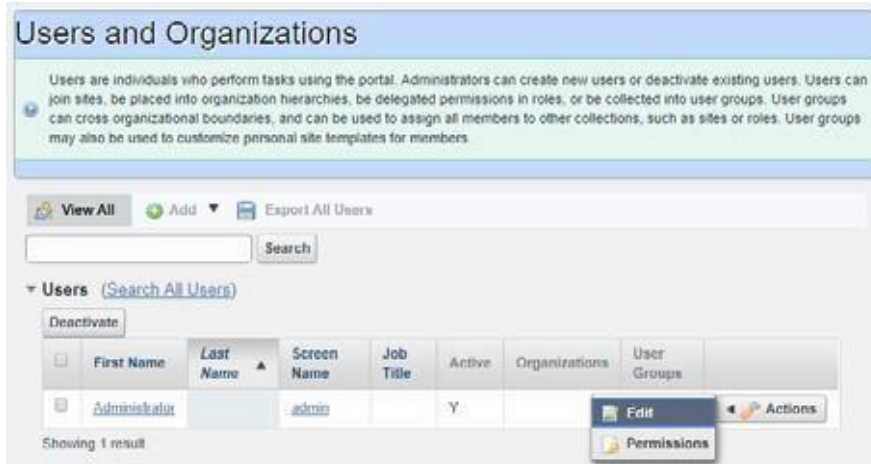 Users and Organizations
Users are individuals who perform tasks using the portal. Administrators can create new users or deactivate existing users. Users can
join sites, be placed into organization hierarchies, be delegated permissions in roles, or be collected into user groups. User groups
can cross organizational boundaries, and can be used to assign all members to other collections, such as sites or roles. User groups
may also be used to customize personal site templates for members.
View All Add Export All Users
Search
Users (Search All Users)
Deactivate
First Name Last Name Screen Name Job Title Active Organizations User Groups
Administrator admin Y Edit Actions
Permissions
Showing 1 result